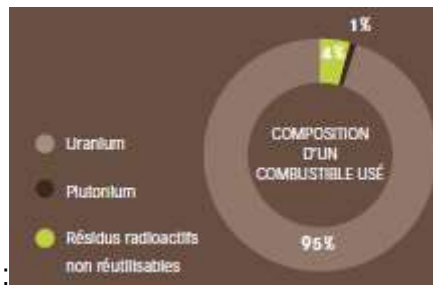 1%
4%
COMPOSITION
D'UN
COMBUSTIBLE USÉ
95%
Uranium
Plutonium
Résidus radioactifs
non réutilisables
: